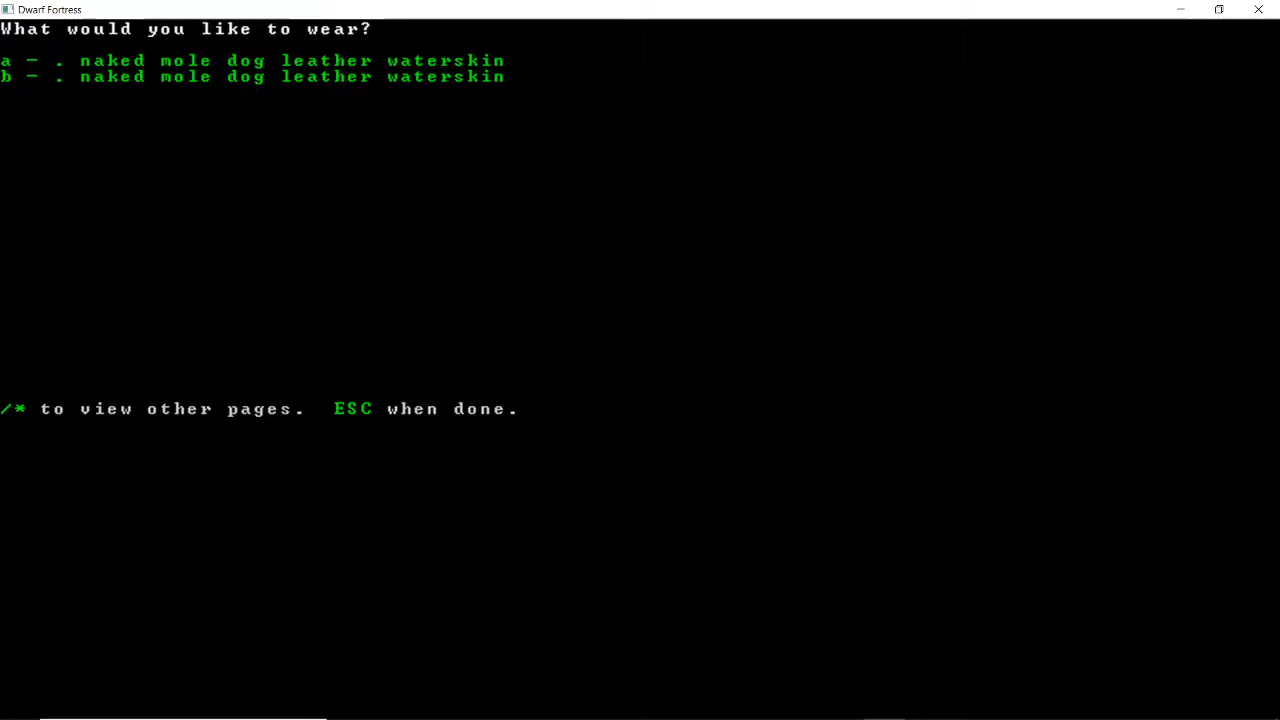 Dwarf Fortress
What would you like to wear?
a - . naked mole dog leather waterskin
b - . naked mole dog leather waterskin
/* to view other pages. ESC when done.